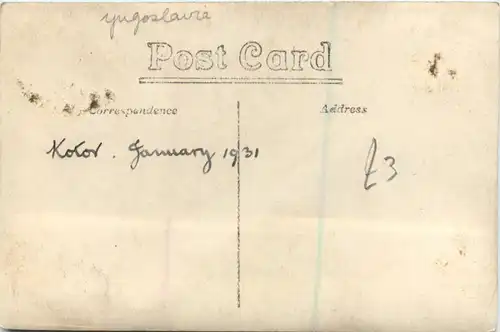 Yugoslavia
Post Card
Correspondence
Address
Kotor. January 1931
£3